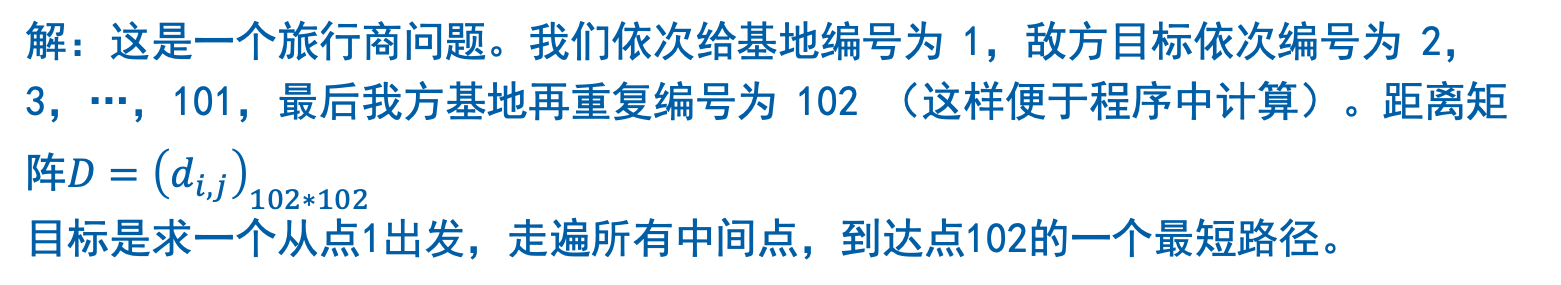 解：这是一个旅行商问题。我们依次给基地编号为 1，敌方目标依次编号为 2，
3，⋯，101，最后我方基地再重复编号为 102 （这样便于程序中计算）。距离矩
阵D = (d_{i,j})_{102*102}
目标是求一个从点1出发，走遍所有中间点，到达点102的一个最短路径。